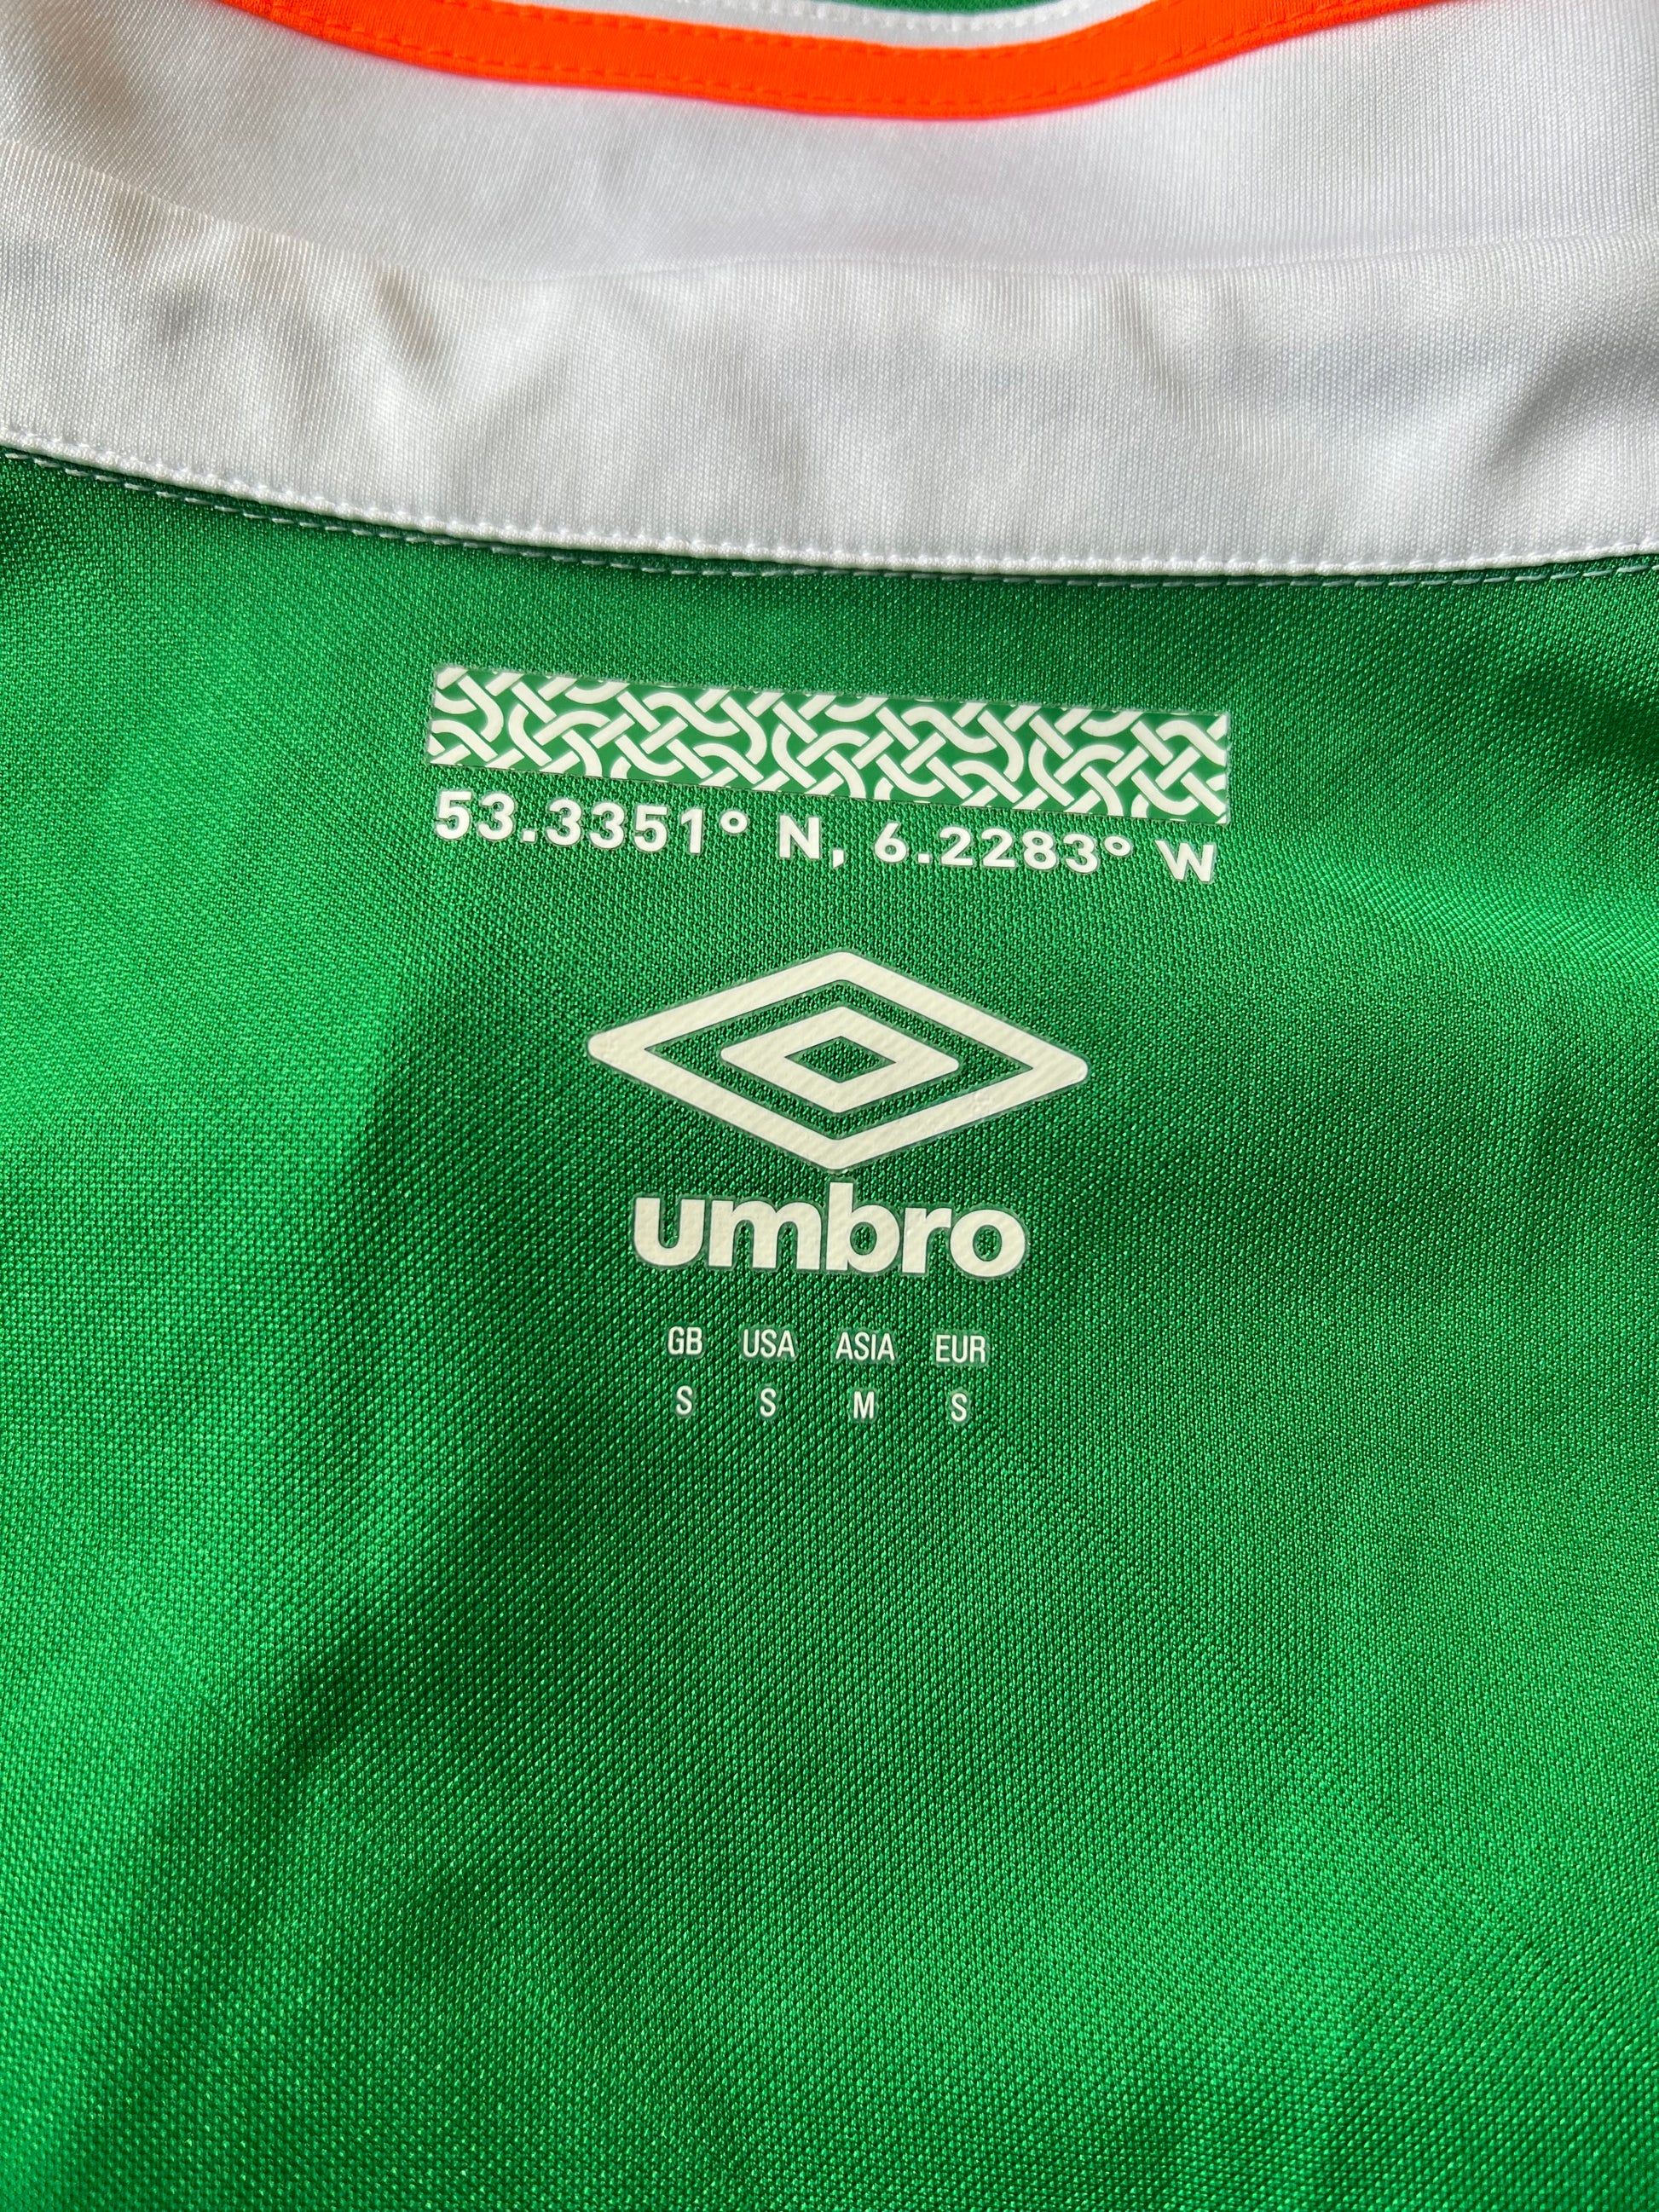 53.3351° N, 6.2283° W
umbro
GB USA ASIA EUR
S S M S